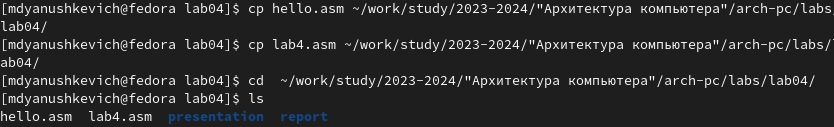 [mdyanushkevich@fedora lab04]$ cp hello.asm ~/work/study/2023-2024/"Архитектура компьютера"/arch-pc/labs/
lab04/
[mdyanushkevich@fedora lab04]$ cp lab4.asm ~/work/study/2023-2024/"Архитектура компьютера"/arch-pc/labs/l
ab04/
[mdyanushkevich@fedora lab04]$ cd  ~/work/study/2023-2024/"Архитектура компьютера"/arch-pc/labs/lab04/
[mdyanushkevich@fedora lab04]$ ls
hello.asm  lab4.asm  presentation  report